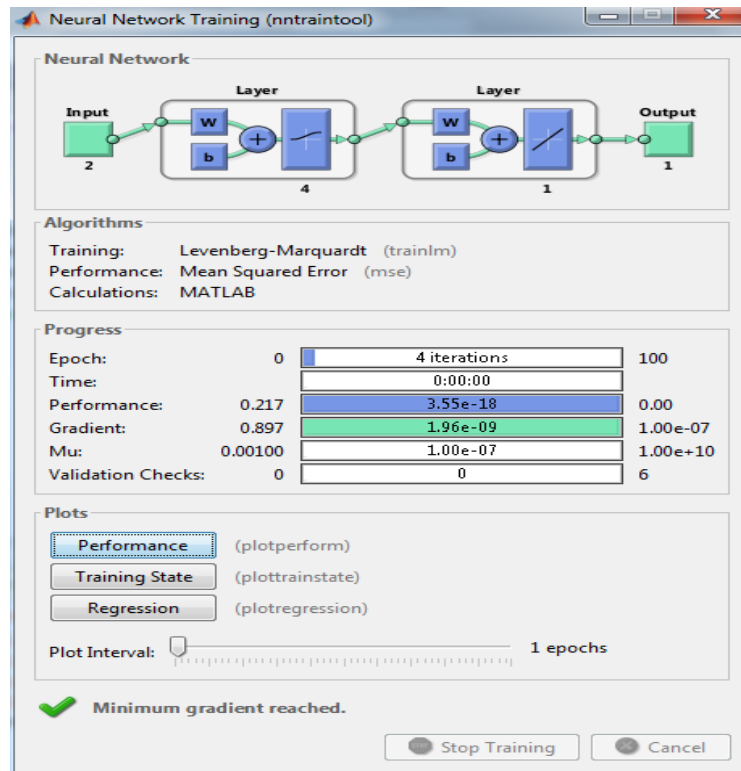 Neural Network Training (nntraintool)
Neural Network
Layer Layer
Input W W Output
b b
2 1
4 1
Algorithms
Training: Levenberg-Marquardt (trainlm)
Performance: Mean Squared Error (mse)
Calculations: MATLAB
Progress
Epoch: 0 4 iterations 100
Time: 0:00:00
Performance: 0.217 3.55e-18 0.00
Gradient: 0.897 1.96e-09 1.00e-07
Mu: 0.00100 1.00e-07 1.00e+10
Validation Checks: 0 0 6
Plots
Performance (plotperform)
Training State (plottrainstate)
Regression (plotregression)
Plot Interval: 1 epochs
Minimum gradient reached.
Stop Training Cancel